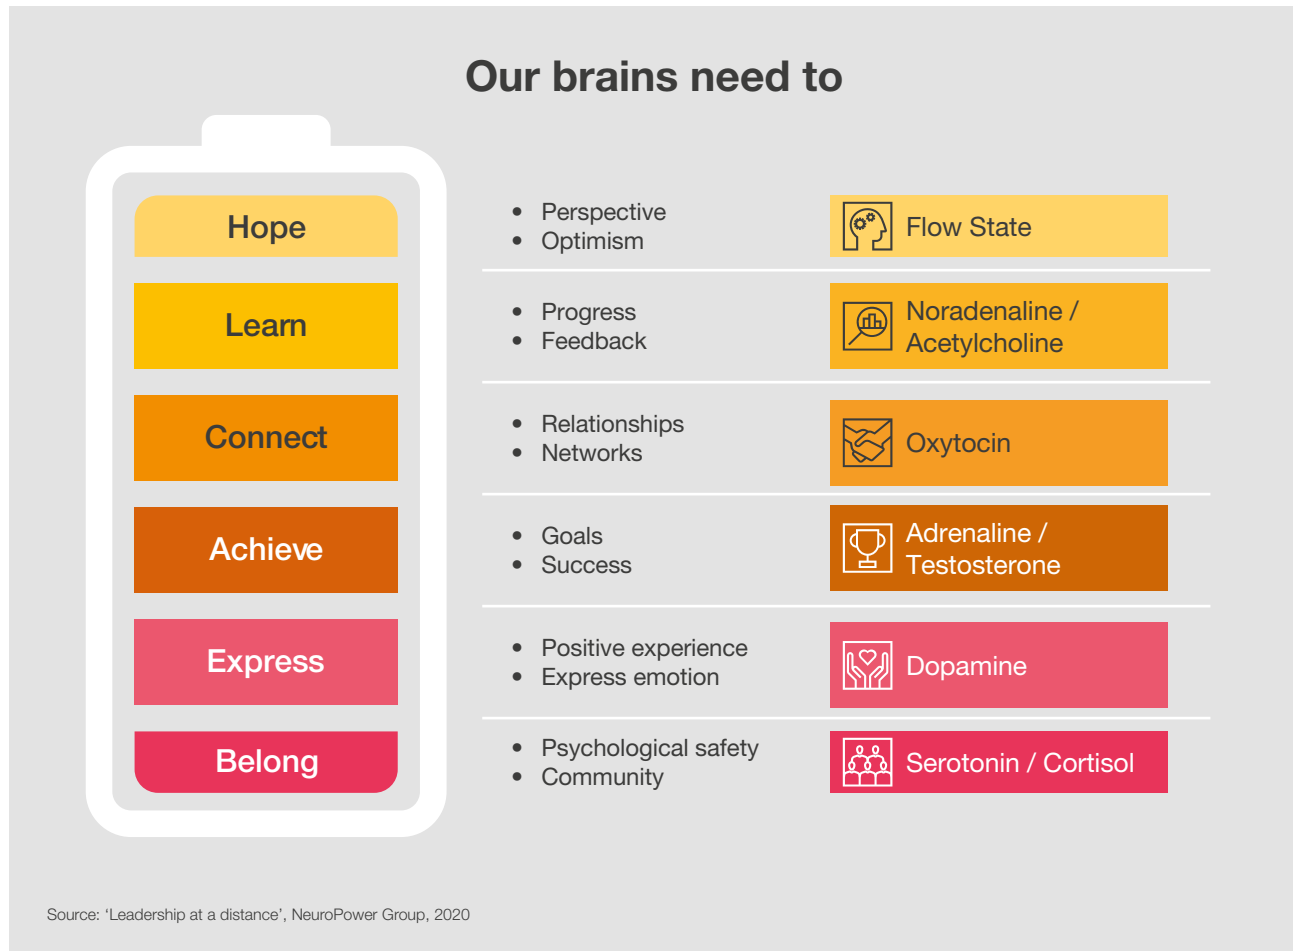 Our brains need to
Hope
• Perspective
• Optimism
Flow State
Learn
• Progress
• Feedback
Noradenaline /
Acetylcholine
Connect
• Relationships
• Networks
Oxytocin
Achieve
• Goals
• Success
Adrenaline /
Testosterone
Express
• Positive experience
• Express emotion
Dopamine
Belong
• Psychological safety
• Community
Serotonin / Cortisol
Source: ‘Leadership at a distance’, NeuroPower Group, 2020